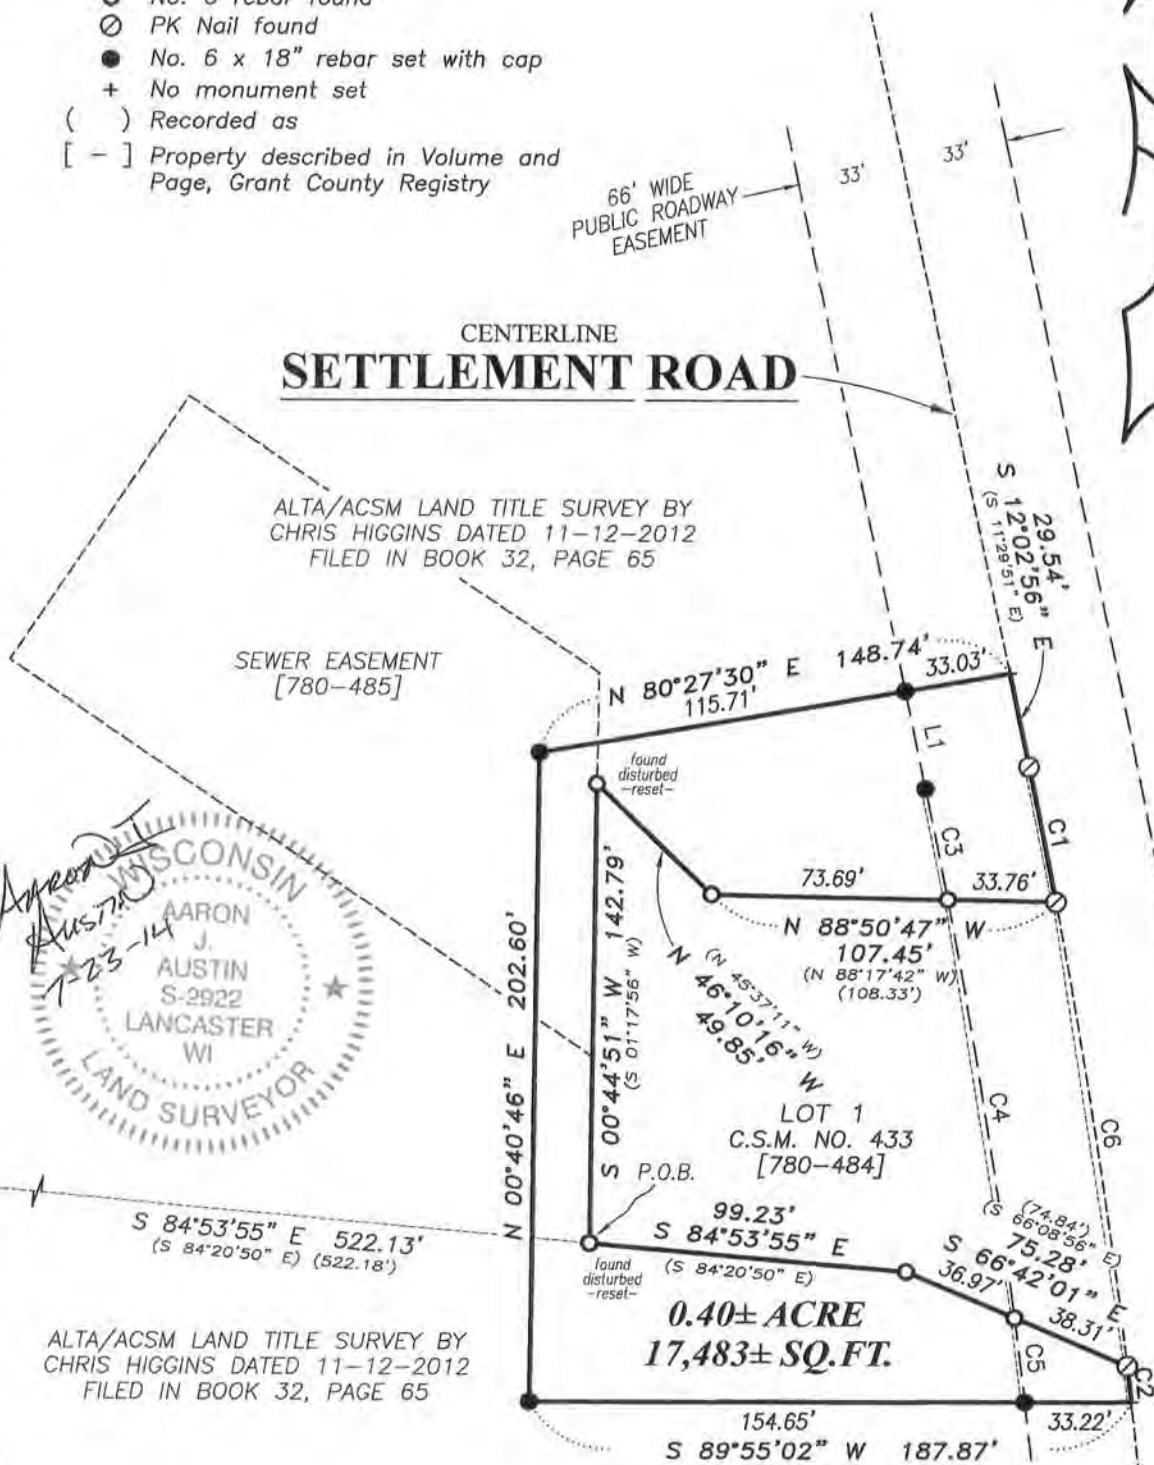 No. 6 rebar found
PK Nail found
No. 6 x 18" rebar set with cap
+ No monument set
( ) Recorded as
[ - ] Property described in Volume and
Page, Grant County Registry
66' WIDE
PUBLIC ROADWAY
EASEMENT
33'
33'
CENTERLINE
SETTLEMENT ROAD
29.54'
S 12°02'56" E
(S 11°29'51" E)
ALTA/ACSM LAND TITLE SURVEY BY
CHRIS HIGGINS DATED 11-12-2012
FILED IN BOOK 32, PAGE 65
SEWER EASEMENT
[780-485]
N 80°27'30" E 148.74'
115.71'
33.03'
found
disturbed
-reset-
L1
C1
C3
73.69'
33.76'
N 88°50'47" W
107.45'
(N 88°17'42" W)
(108.33')
S 00°44'51" W 142.79'
(S 01°17'56" W)
(N 45°37'11" W)
N 46°10'16" W
49.85'
N 00°40'46" E 202.60'
Aaron J
Austin
7-23-14
WISCONSIN
AARON
J.
AUSTIN
S-2922
LANCASTER
WI
LAND SURVEYOR
LOT 1
C.S.M. NO. 433
[780-484]
C4
C6
P.O.B.
S 84°53'55" E 522.13'
(S 84°20'50" E) (522.18')
99.23'
S 84°53'55" E
(S 84°20'50" E)
found
disturbed
-reset-
(74.84')
(S 66°08'56" E)
75.28'
S 66°42'01" E
36.97'
38.31'
0.40± ACRE
17,483± SQ.FT.
C5
C2
ALTA/ACSM LAND TITLE SURVEY BY
CHRIS HIGGINS DATED 11-12-2012
FILED IN BOOK 32, PAGE 65
154.65'
33.22'
S 89°55'02" W 187.87'